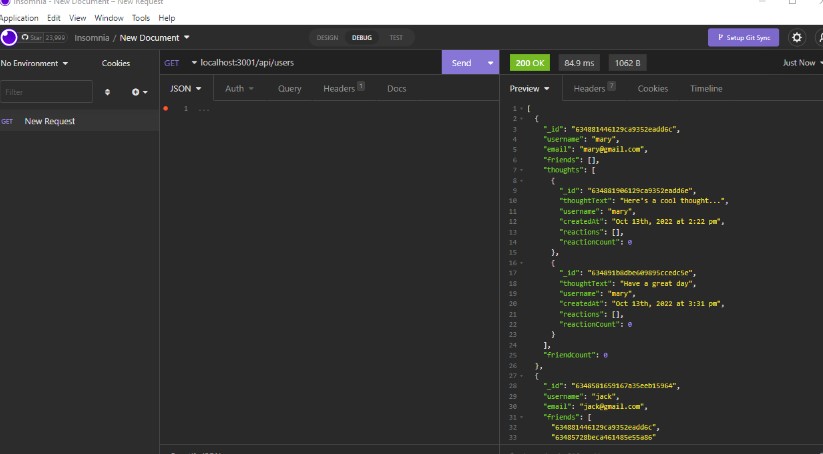 Insomnia - New Document – New Request
Application Edit View Window Tools Help
Star 23,999
Insomnia / New Document
DESIGN DEBUG TEST
Setup Git Sync
No Environment
Cookies
GET localhost:3001/api/users
Send
200 OK 84.9 ms 1062 B
Just Now
Filter
JSON Auth Query Headers 1 Docs
Preview Headers 7 Cookies Timeline
GET New Request
1 ...
1 [
2 {
3 "_id": "634881446129ca9352eadd6c",
4 "username": "mary",
5 "email": "mary@gmail.com",
6 "friends": [],
7 "thoughts": [
8 {
9 "_id": "634881906129ca9352eadd6e",
10 "thoughtText": "Here's a cool thought...",
11 "username": "mary",
12 "createdAt": "Oct 13th, 2022 at 2:22 pm",
13 "reactions": [],
14 "reactionCount": 0
15 },
16 {
17 "_id": "634891b8dbe609895ccedc5e",
18 "thoughtText": "Have a great day",
19 "username": "mary",
20 "createdAt": "Oct 13th, 2022 at 3:31 pm",
21 "reactions": [],
22 "reactionCount": 0
23 }
24 ],
25 "friendcount": 0
26 },
27 {
28 "_id": "6348581659167a35eeb15964",
29 "username": "jack",
30 "email": "jack@gmail.com",
31 "friends": [
32 "634881446129ca9352eadd6c",
33 "63485728beca461485e55a86"